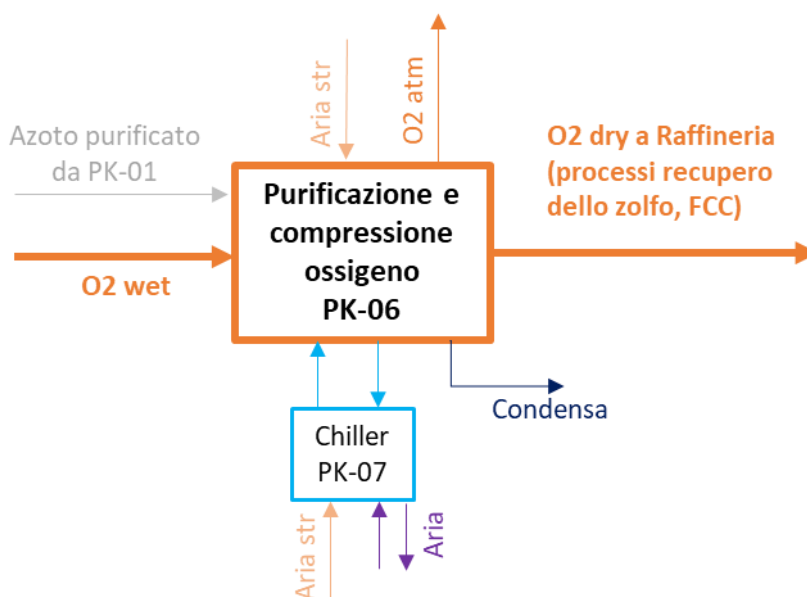 Aria str
O2 atm
Azoto purificato
da PK-01
O2 dry a Raffineria
(processi recupero
dello zolfo, FCC)
Purificazione e
compressione
ossigeno
PK-06
O2 wet
Condensa
Chiller
PK-07
Aria str
Aria